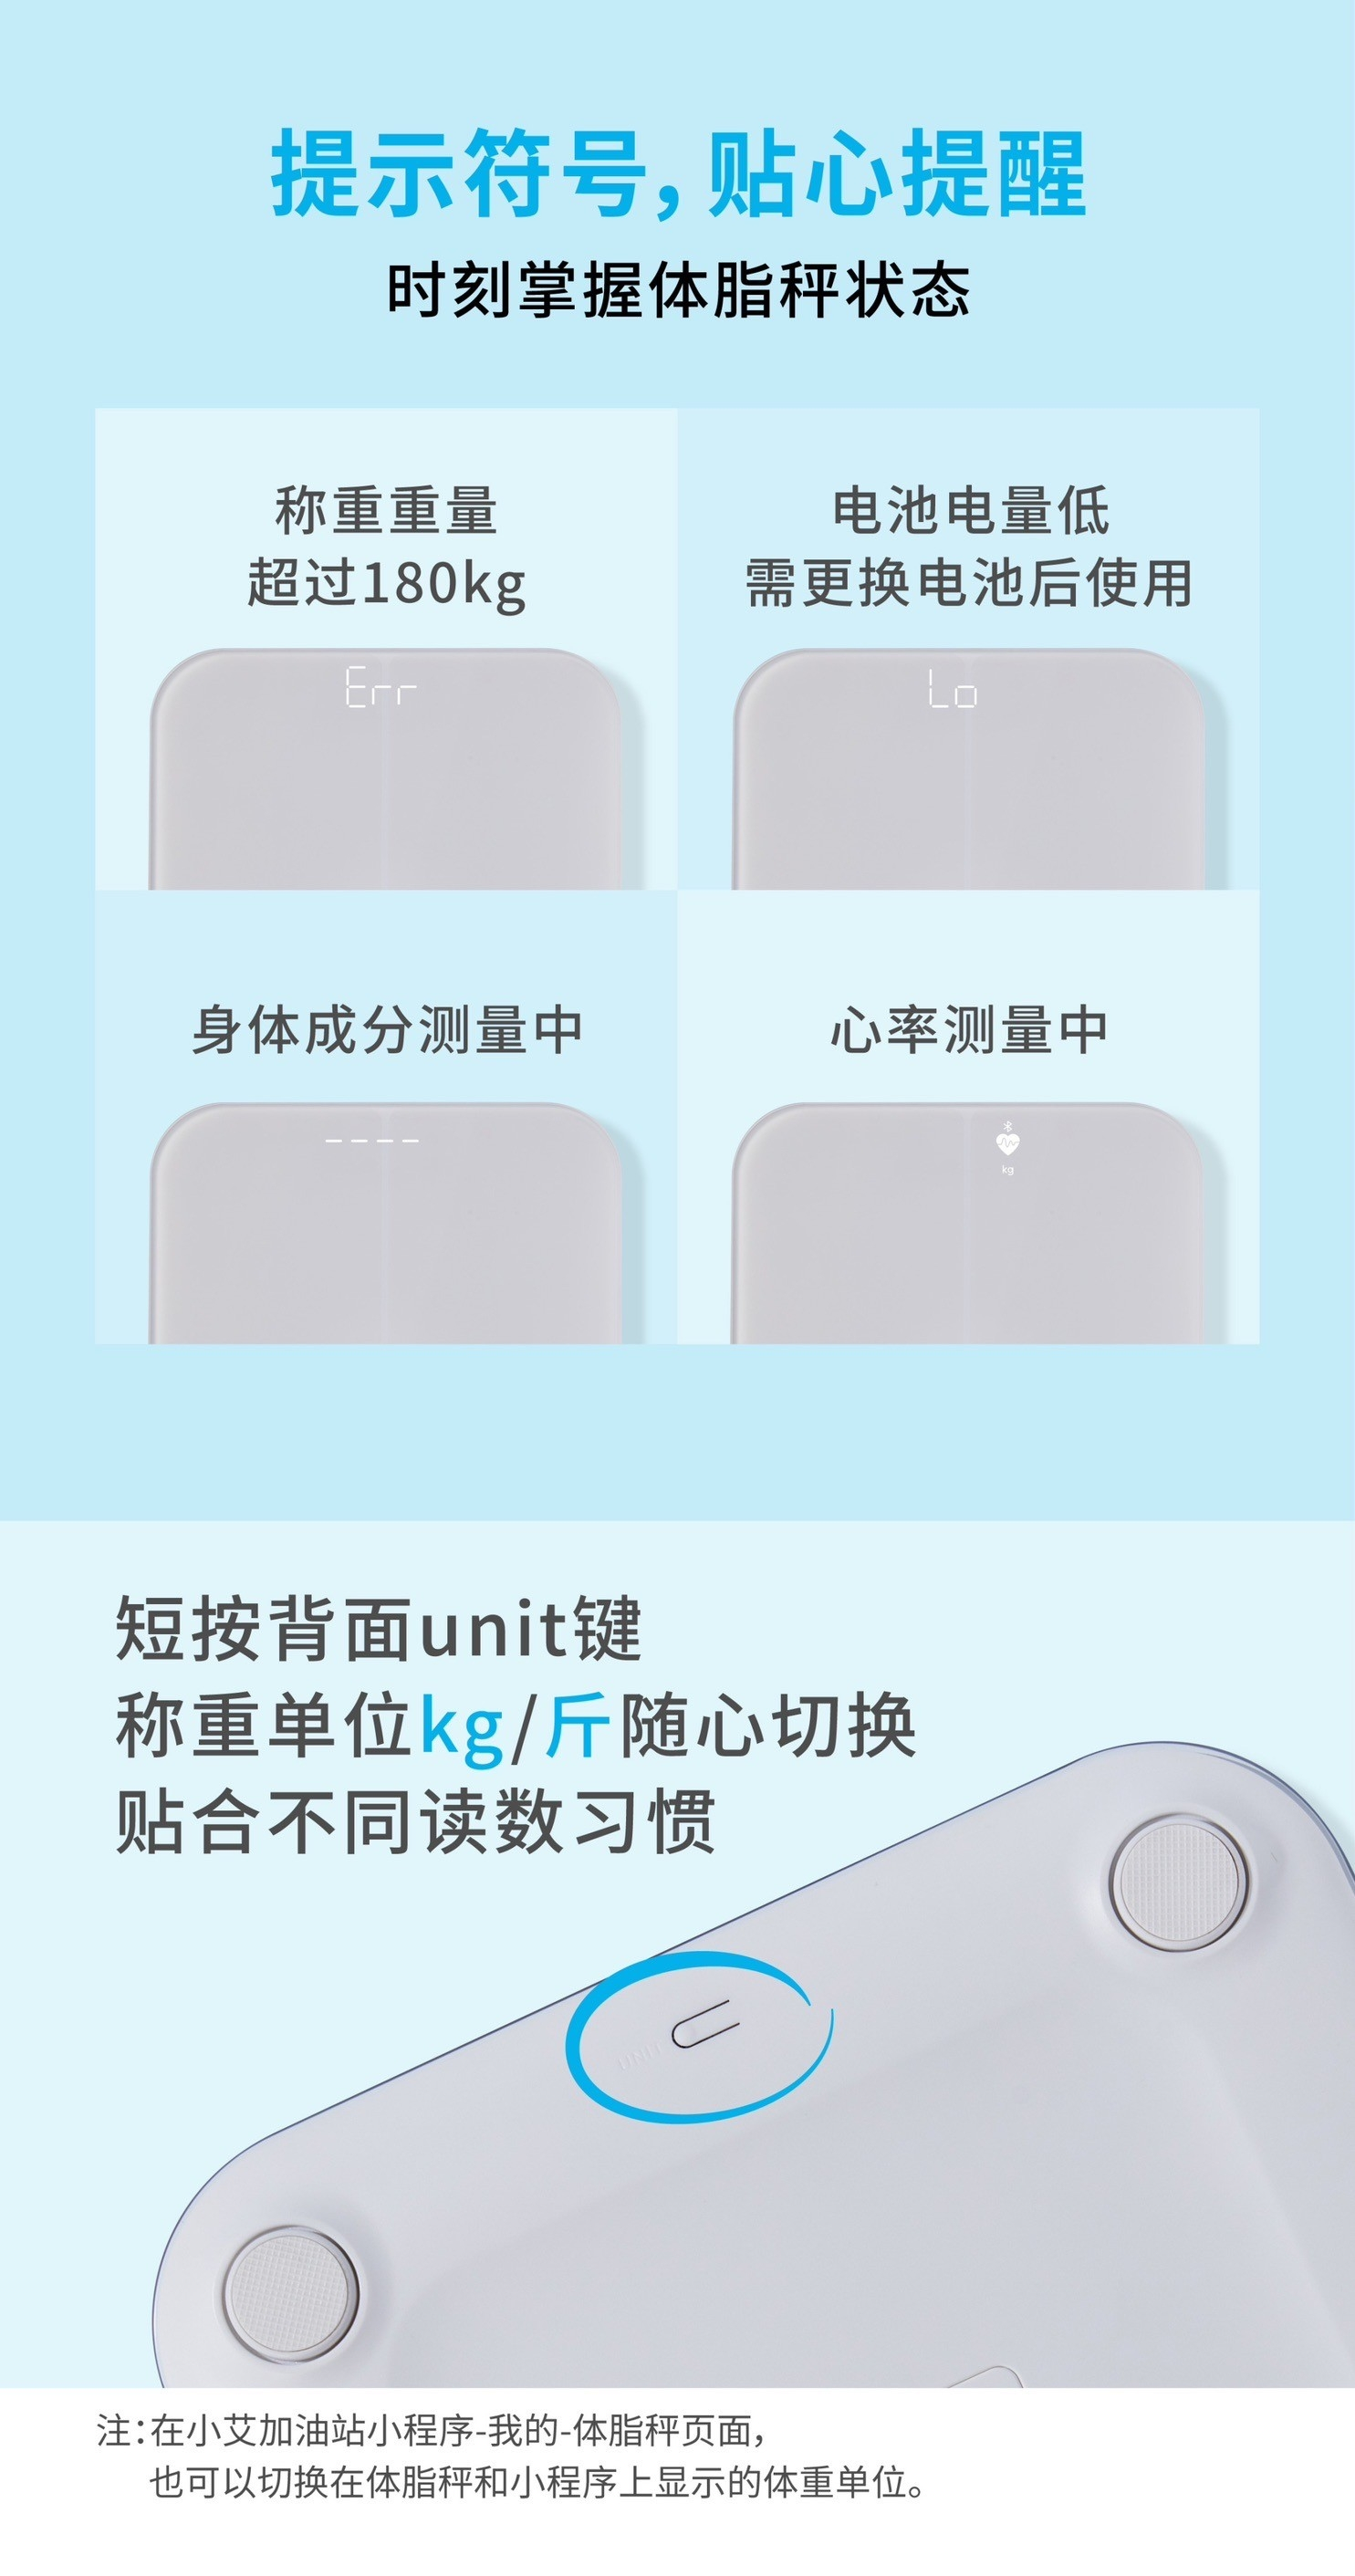 提示符号，贴心提醒
时刻掌握体脂秤状态
称重重量
超过180kg
Err
电池电量低
需更换电池后使用
Lo
身体成分测量中
----
心率测量中
kg
短按背面unit键
称重单位kg/斤随心切换
贴合不同读数习惯
UNIT
注：在小艾加油站小程序-我的-体脂秤页面，
也可以切换在体脂秤和小程序上显示的体重单位。